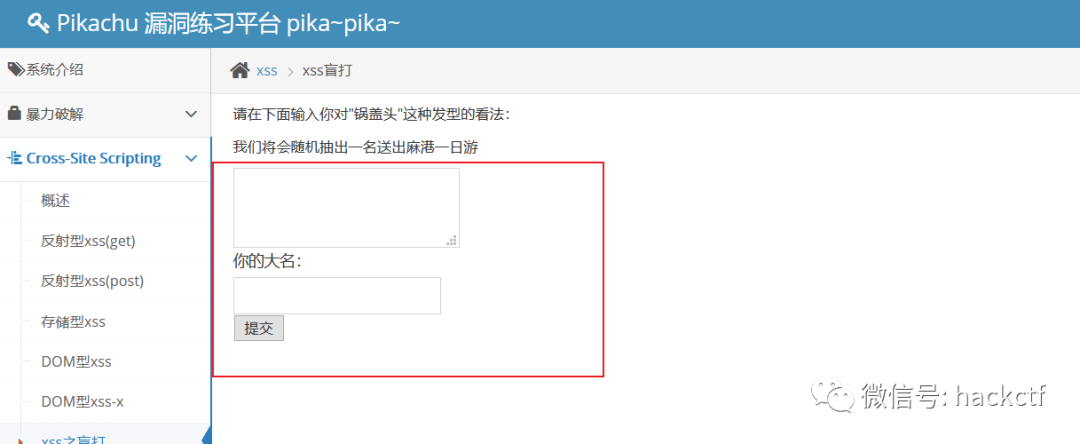 Pikachu 漏洞练习平台 pika~pika~
系统介绍
暴力破解
Cross-Site Scripting
概述
反射型xss(get)
反射型xss(post)
存储型xss
DOM型xss
DOM型xss-x
xss之盲打
xss > xss盲打
请在下面输入你对"锅盖头"这种发型的看法：
我们将会随机抽出一名送出麻港一日游
你的大名：
提交
微信号: hackctf